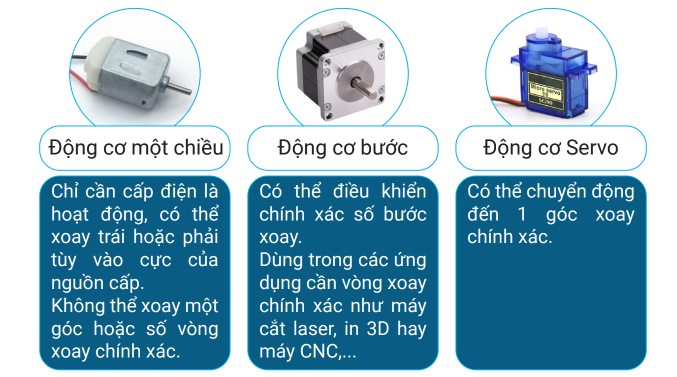 Động cơ một chiều
Chỉ cần cấp điện là
hoạt động, có thể
xoay trái hoặc phải
tùy vào cực của
nguồn cấp.
Không thể xoay một
góc hoặc số vòng
xoay chính xác.
Động cơ bước
Có thể điều khiển
chính xác số bước
xoay.
Dùng trong các ứng
dụng cần vòng xoay
chính xác như máy
cắt laser, in 3D hay
máy CNC,...
Micro servo
Động cơ Servo
Có thể chuyển động
đến 1 góc xoay
chính xác.